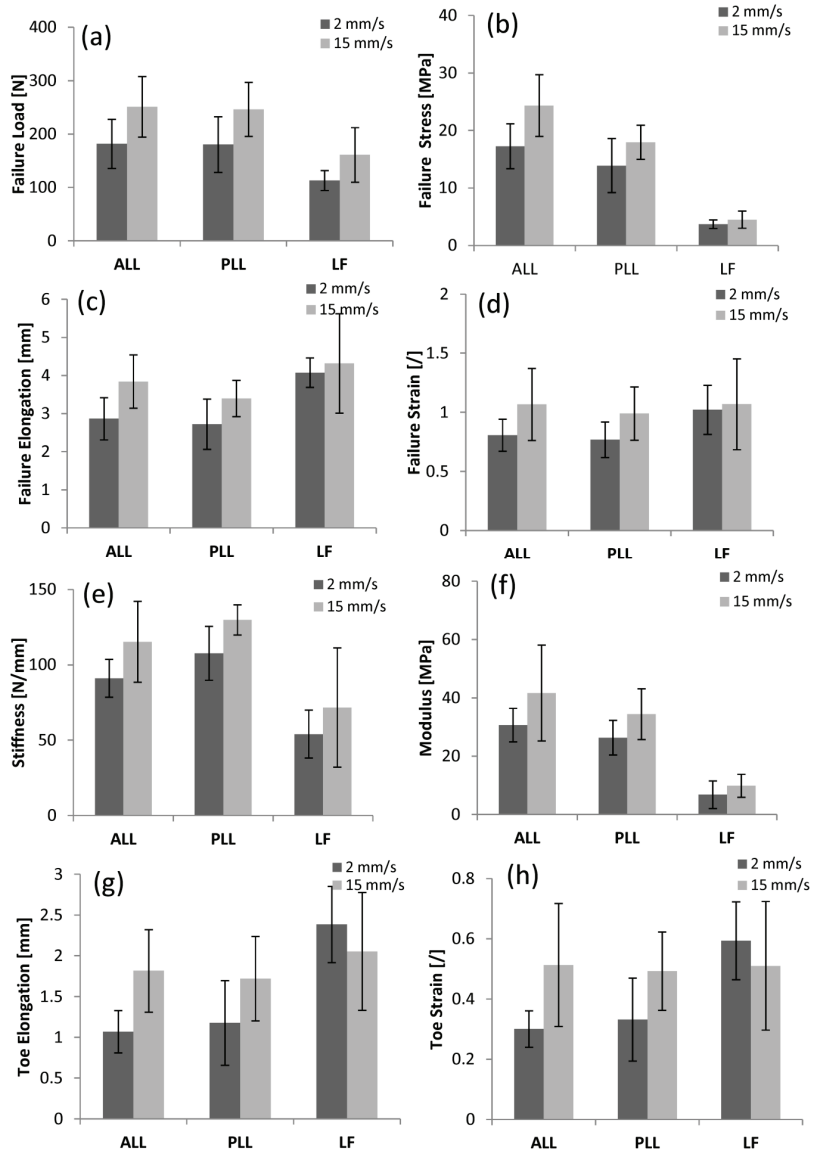 (a)
2 mm/s
15 mm/s
Failure Load [N]
400
300
200
100
0
ALL PLL LF
(b)
2 mm/s
15 mm/s
Failure Stress [MPa]
40
30
20
10
0
ALL PLL LF
(c)
2 mm/s
15 mm/s
Failure Elongation [mm]
6
5
4
3
2
1
0
ALL PLL LF
(d)
2 mm/s
15 mm/s
Failure Strain [/]
2
1.5
1
0.5
0
ALL PLL LF
(e)
2 mm/s
15 mm/s
Stiffness [N/mm]
150
100
50
0
ALL PLL LF
(f)
2 mm/s
15 mm/s
Modulus [MPa]
80
60
40
20
0
ALL PLL LF
(g)
2 mm/s
15 mm/s
Toe Elongation [mm]
3
2.5
2
1.5
1
0.5
0
ALL PLL LF
(h)
2 mm/s
15 mm/s
Toe Strain [/]
0.8
0.6
0.4
0.2
0
ALL PLL LF